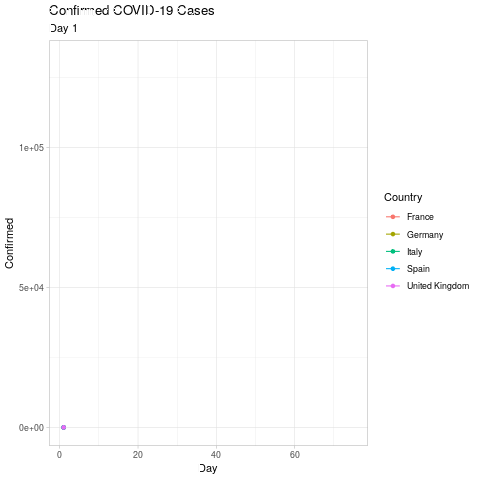 Confirmed COVID-19 Cases
Day 1
1e+05
5e+04
0e+00
0
20
40
60
Day
Confirmed
Country
France
Germany
Italy
Spain
United Kingdom